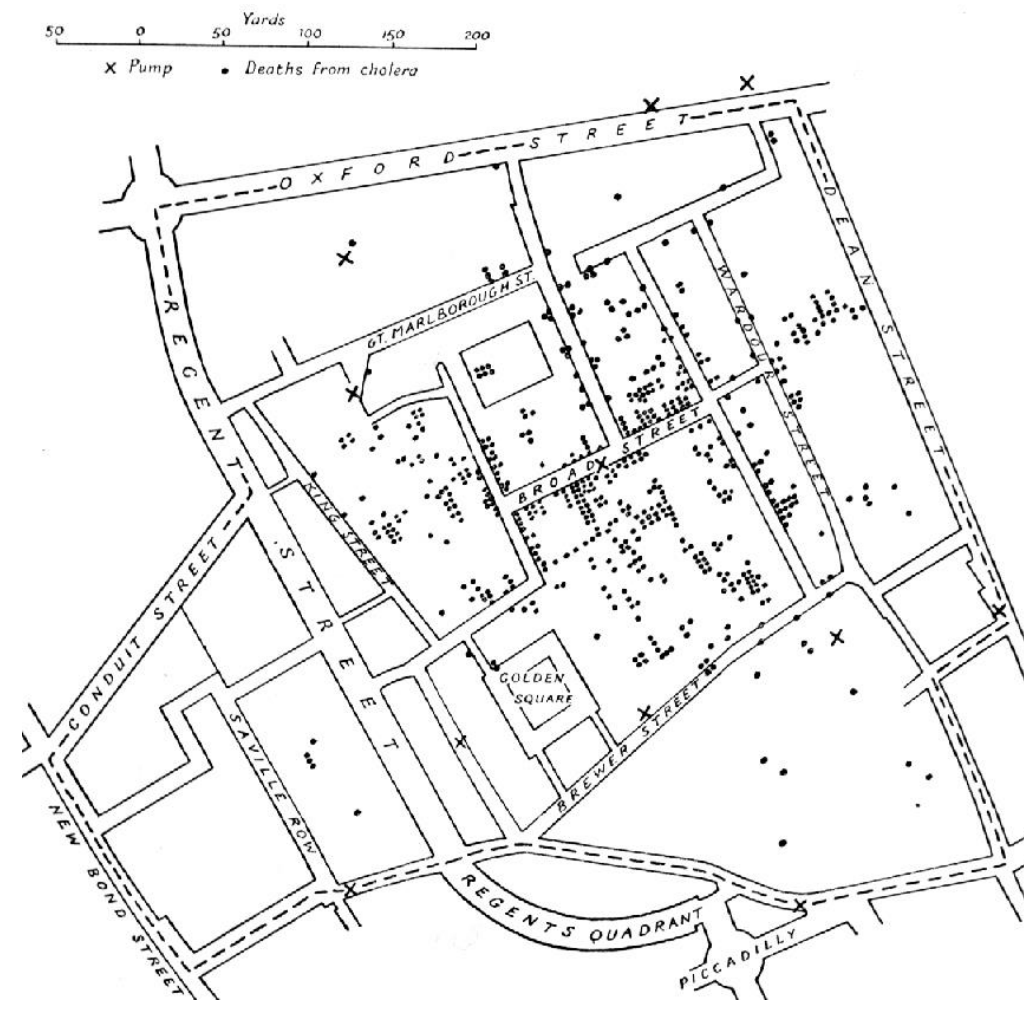 Yards
50 0 50 100 150 200
× Pump • Deaths from cholera
OXFORD STREET
DEAN STREET
REGENT STREET
WARDOUR STREET
GT. MARLBOROUGH ST.
BROAD STREET
KING STREET
CONDUIT STREET
GOLDEN
SQUARE
SAVILLE ROW
BREWER STREET
NEW BOND STREET
REGENTS QUADRANT
PICCADILLY